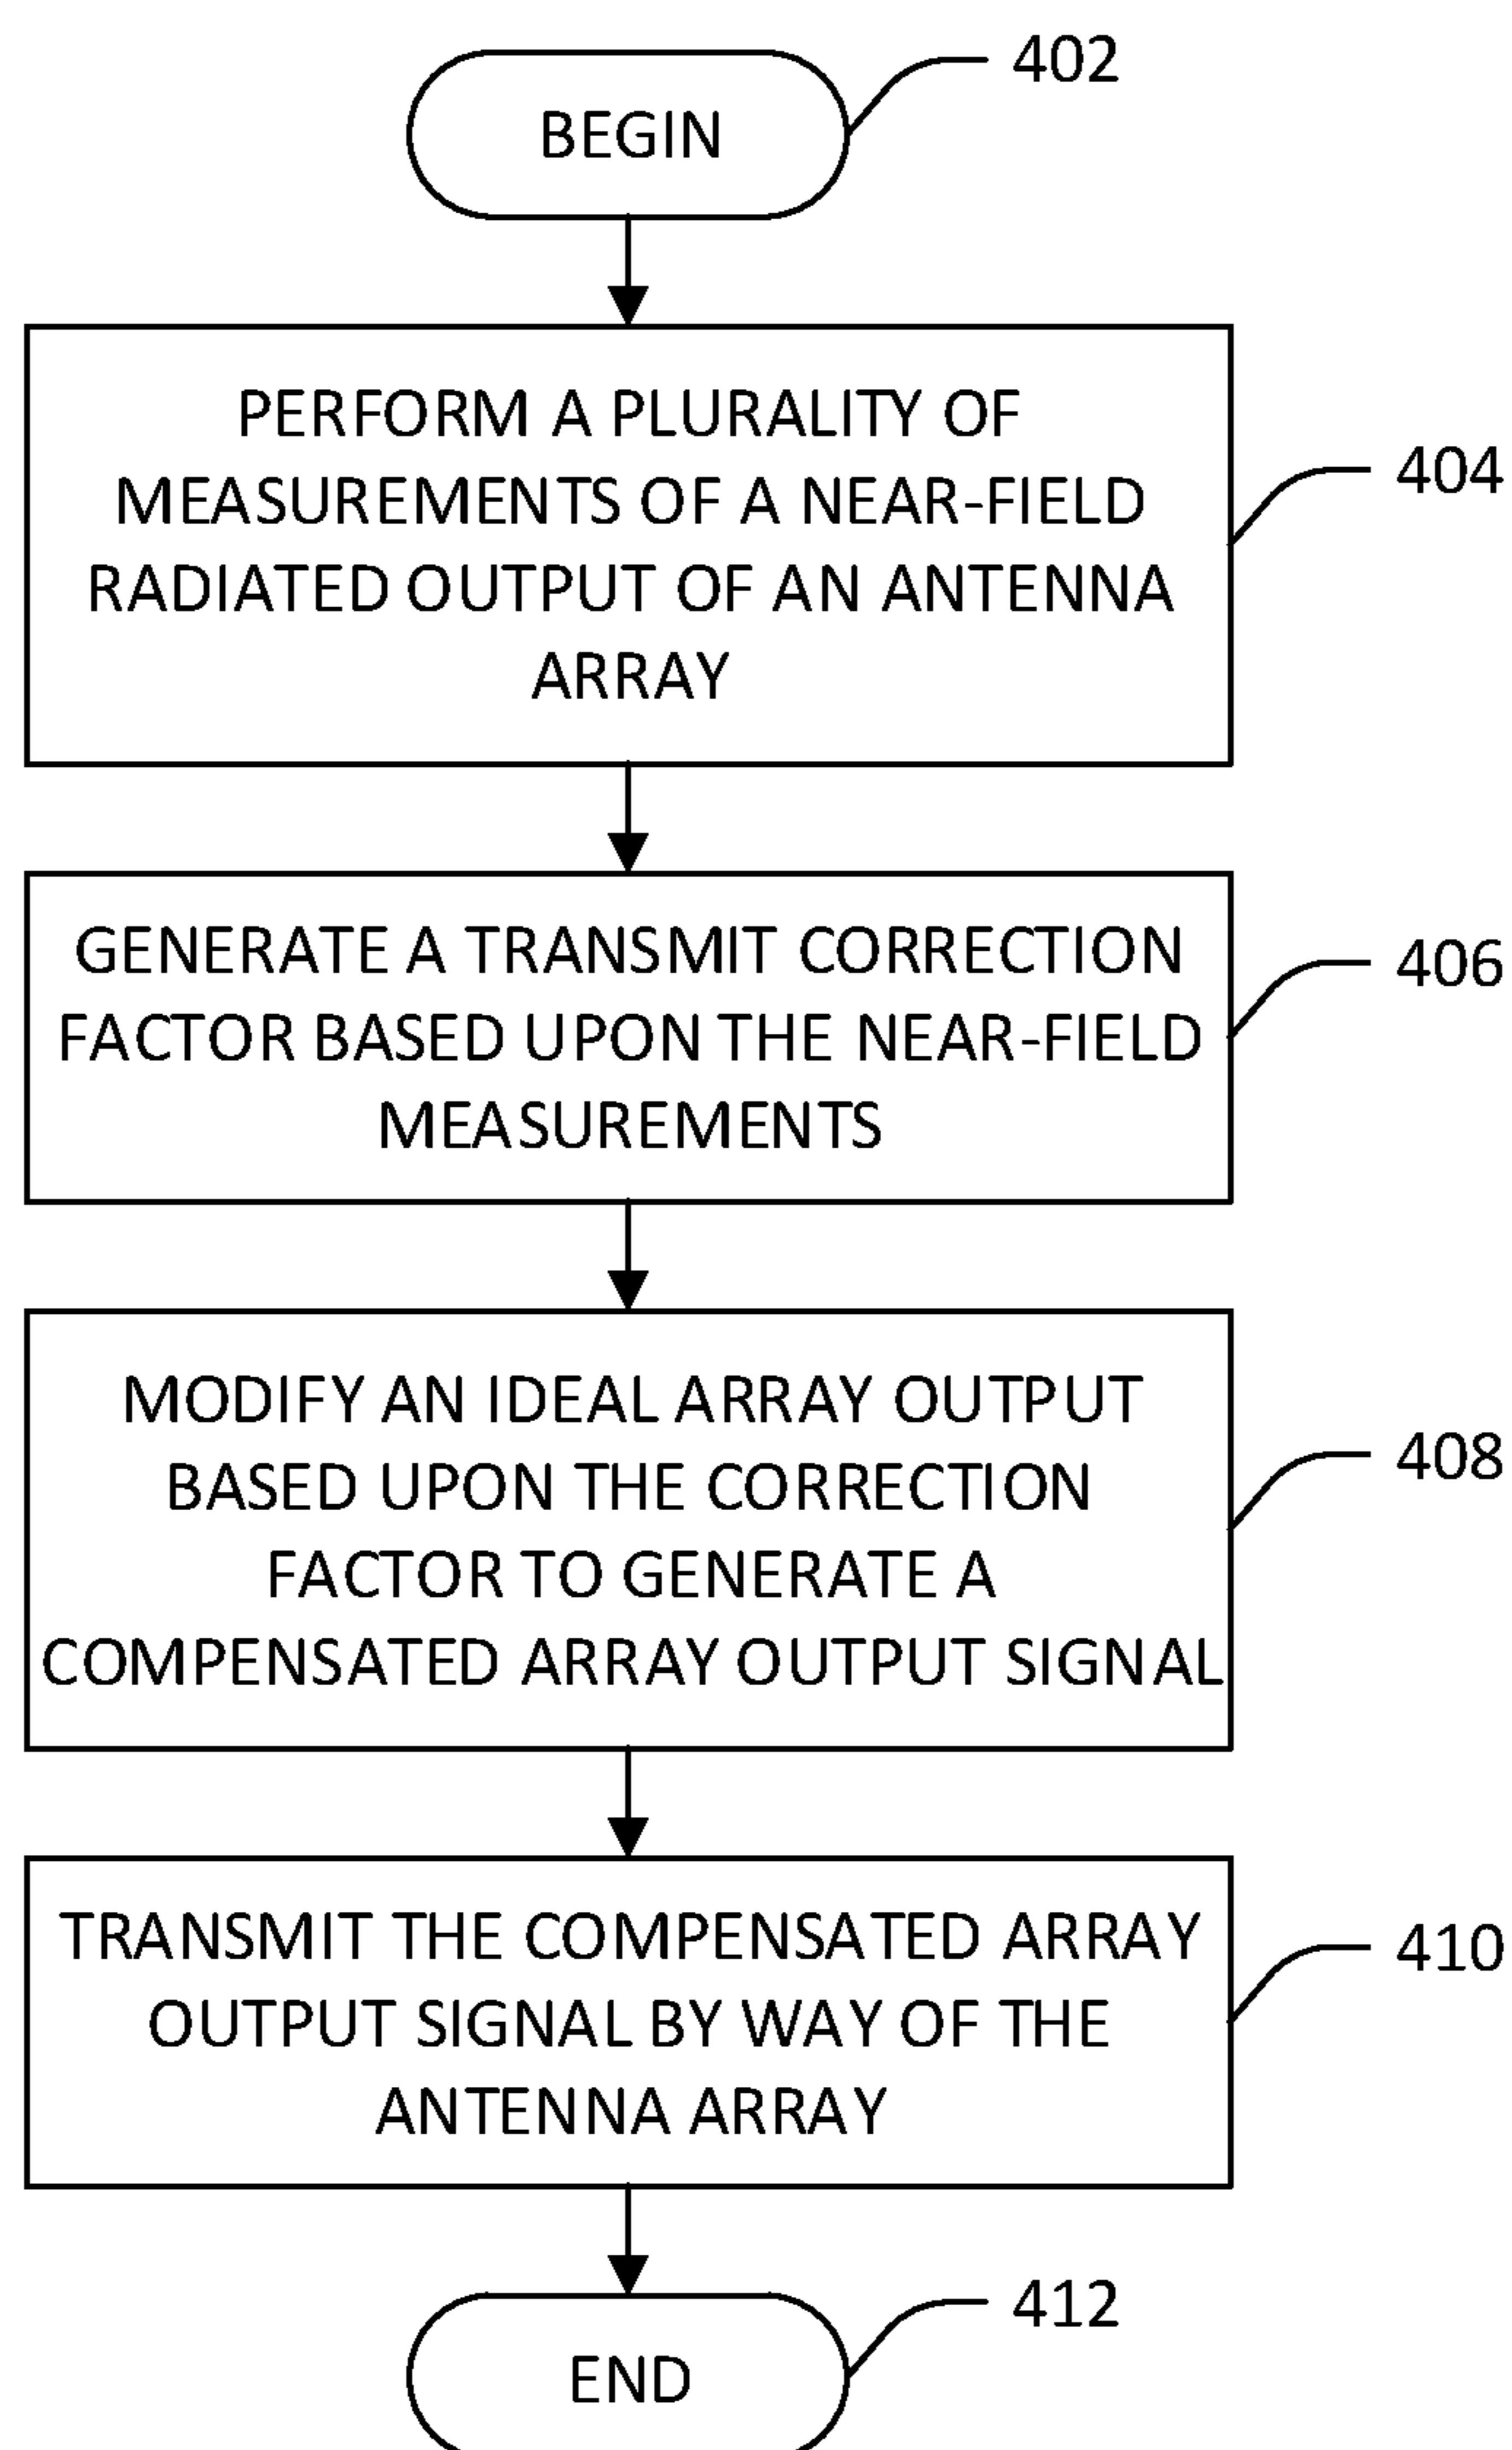 402
BEGIN
PERFORM A PLURALITY OF
MEASUREMENTS OF A NEAR-FIELD
RADIATED OUTPUT OF AN ANTENNA
ARRAY
404
GENERATE A TRANSMIT CORRECTION
FACTOR BASED UPON THE NEAR-FIELD
MEASUREMENTS
406
MODIFY AN IDEAL ARRAY OUTPUT
BASED UPON THE CORRECTION
FACTOR TO GENERATE A
COMPENSATED ARRAY OUTPUT SIGNAL
408
TRANSMIT THE COMPENSATED ARRAY
OUTPUT SIGNAL BY WAY OF THE
ANTENNA ARRAY
410
412
END